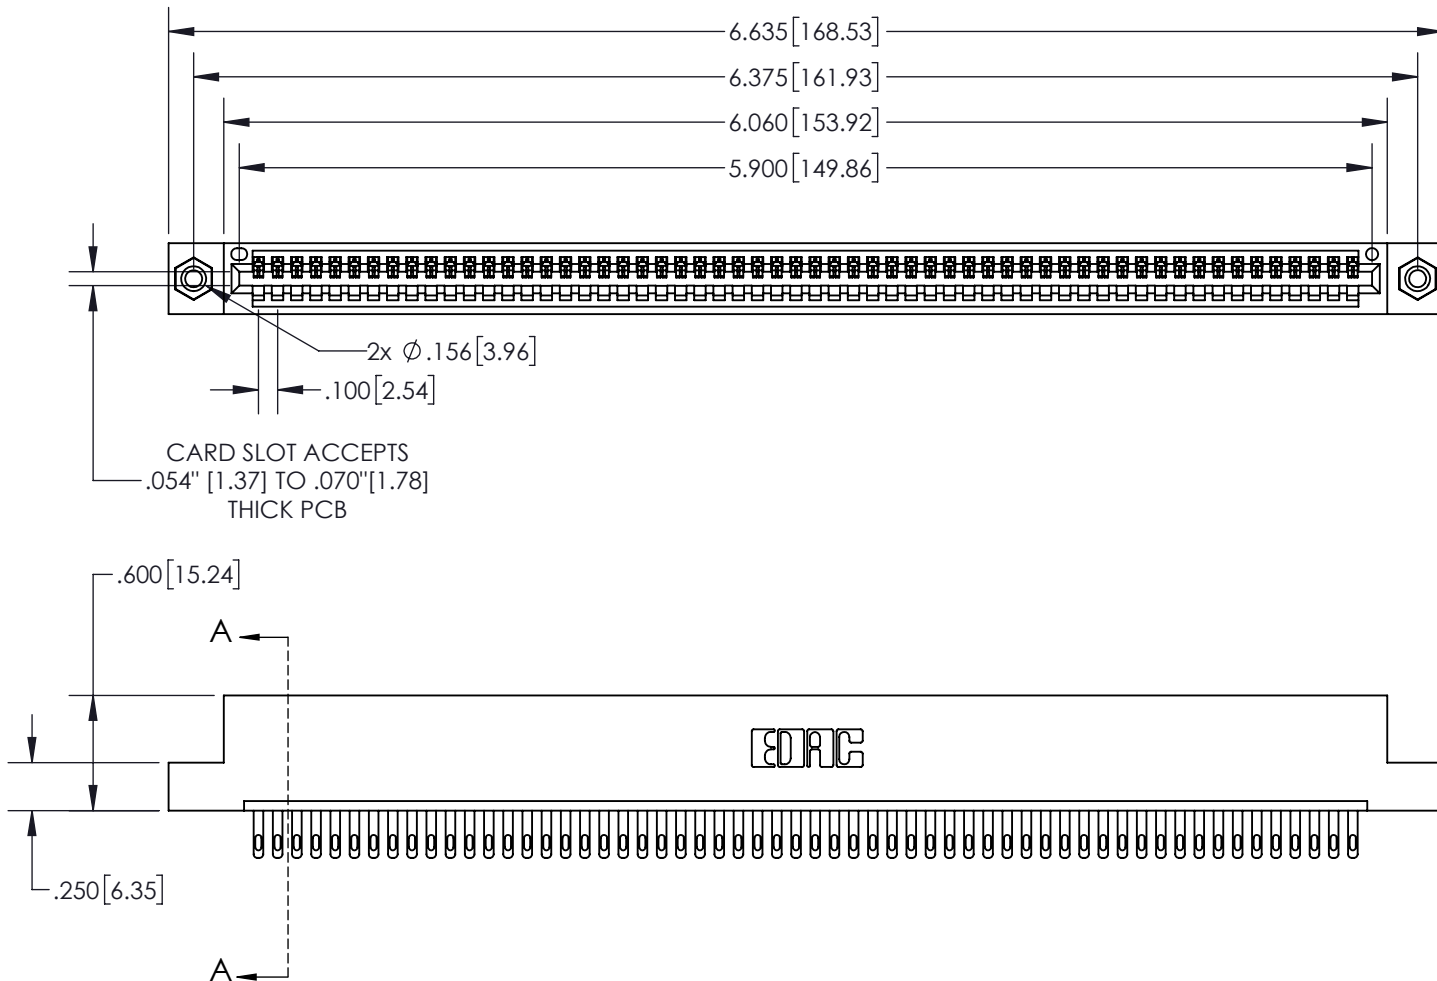 6.635[168.53]
6.375[161.93]
6.060[153.92]
5.900[149.86]
2x Ø.156[3.96]
.100[2.54]
CARD SLOT ACCEPTS
.054" [1.37] TO .070"[1.78]
THICK PCB
.600[15.24]
A
EDAC
.250[6.35]
A